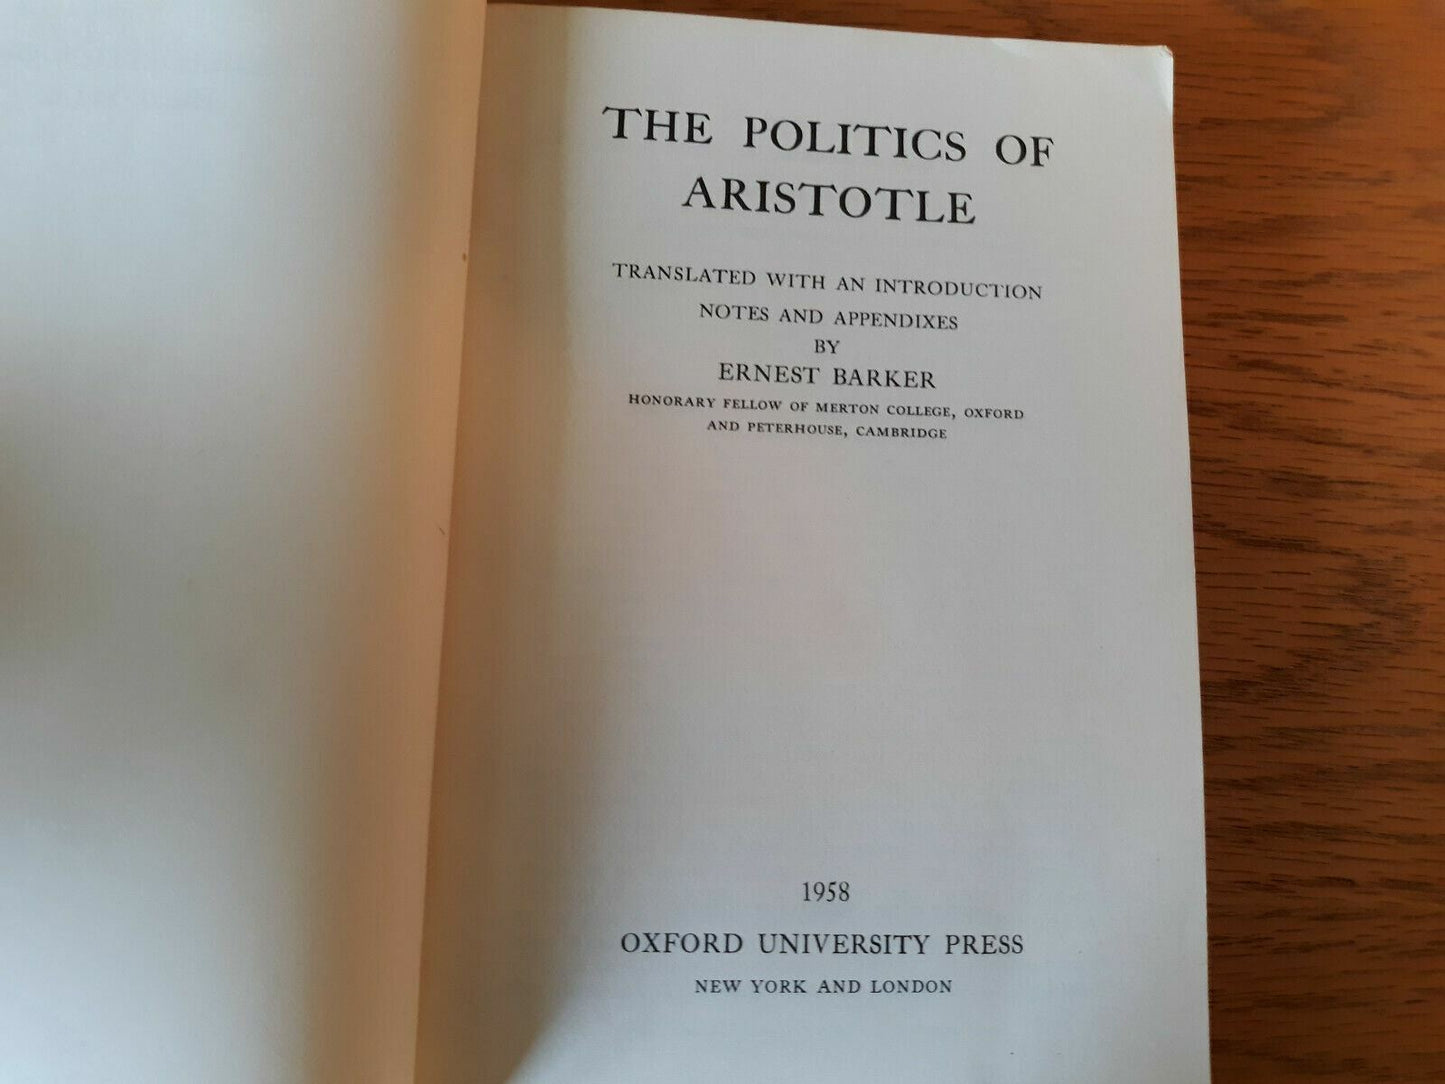 THE POLITICS OF
ARISTOTLE
TRANSLATED WITH AN INTRODUCTION
NOTES AND APPENDIXES
BY
ERNEST BARKER
HONORARY FELLOW OF MERTON COLLEGE, OXFORD
AND PETERHOUSE, CAMBRIDGE
1958
OXFORD UNIVERSITY PRESS
NEW YORK AND LONDON